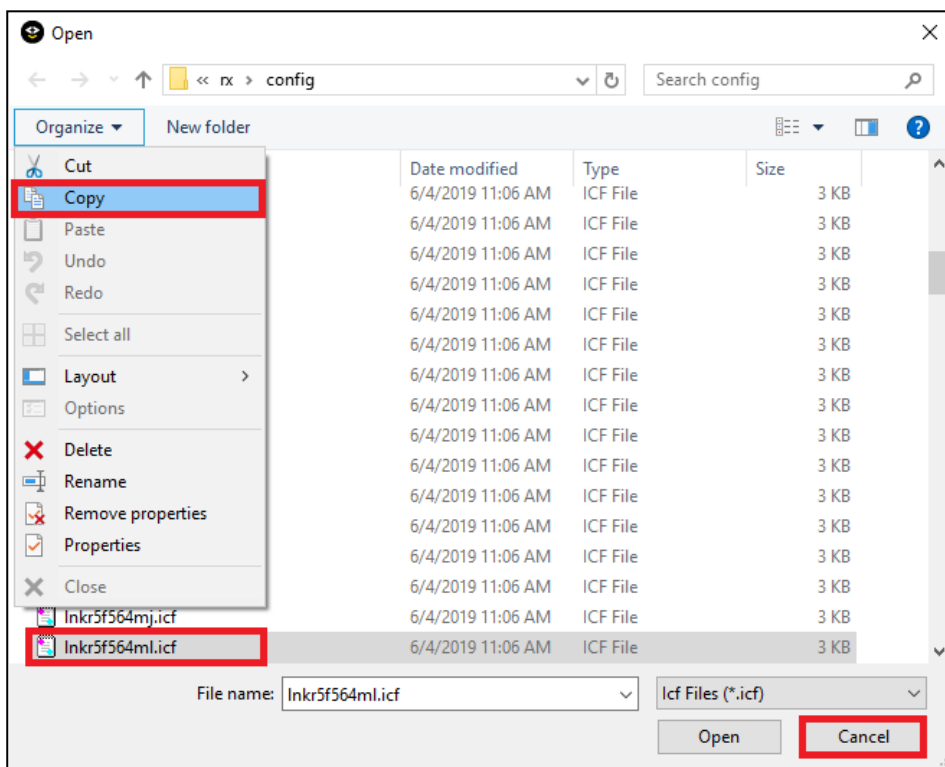 Open
« rx > config
Search config
Organize
New folder
Cut
Copy
Paste
Undo
Redo
Select all
Layout >
Options
Delete
Rename
Remove properties
Properties
Close
Date modified Type Size
6/4/2019 11:06 AM ICF File 3 KB
6/4/2019 11:06 AM ICF File 3 KB
6/4/2019 11:06 AM ICF File 3 KB
6/4/2019 11:06 AM ICF File 3 KB
6/4/2019 11:06 AM ICF File 3 KB
6/4/2019 11:06 AM ICF File 3 KB
6/4/2019 11:06 AM ICF File 3 KB
6/4/2019 11:06 AM ICF File 3 KB
6/4/2019 11:06 AM ICF File 3 KB
6/4/2019 11:06 AM ICF File 3 KB
6/4/2019 11:06 AM ICF File 3 KB
6/4/2019 11:06 AM ICF File 3 KB
6/4/2019 11:06 AM ICF File 3 KB
6/4/2019 11:06 AM ICF File 3 KB
lnkr5f564mj.icf 6/4/2019 11:06 AM ICF File 3 KB
lnkr5f564ml.icf 6/4/2019 11:06 AM ICF File 3 KB
File name: lnkr5f564ml.icf
Icf Files (*.icf)
Open
Cancel